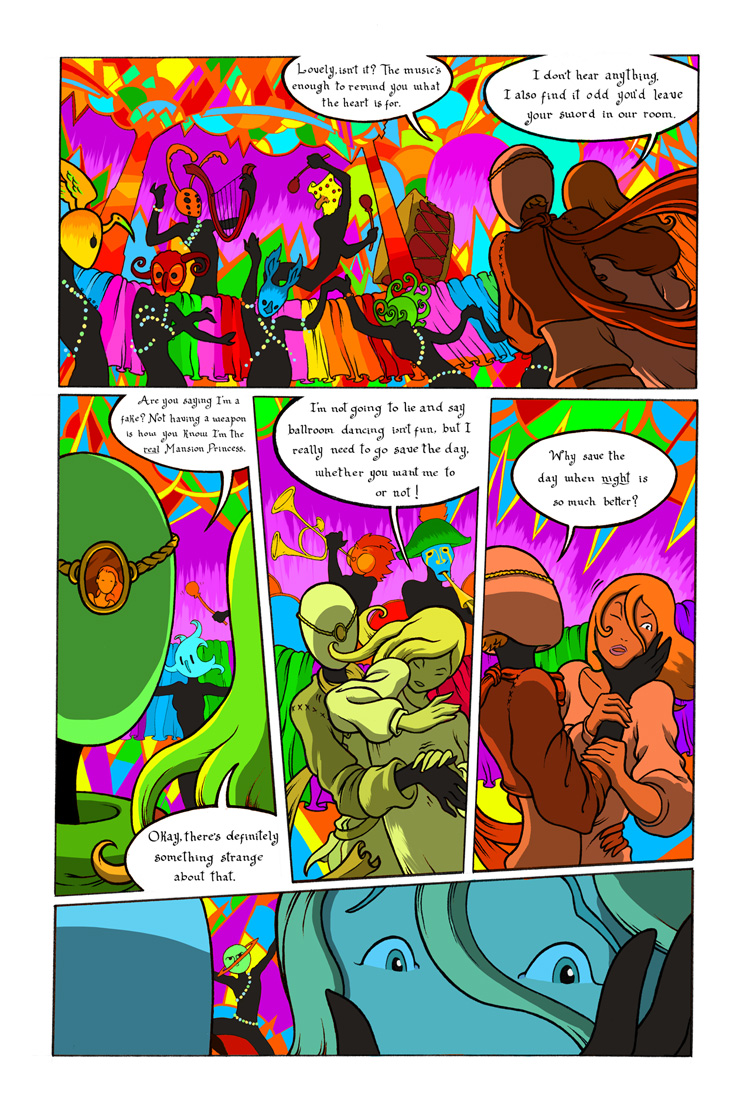 Lovely, isn't it? The music's
enough to remind you what
the heart is for.
I don't hear anything.
I also find it odd you'd leave
your sword in our room.
Are you saying I'm a
fake? Not having a weapon
is how you know I'm the
real Mansion Princess.
Okay, there's definitely
something strange
about that.
I'm not going to lie and say
ballroom dancing isn't fun, but I
really need to go save the day,
whether you want me to
or not!
Why save the
day when night is
so much better?